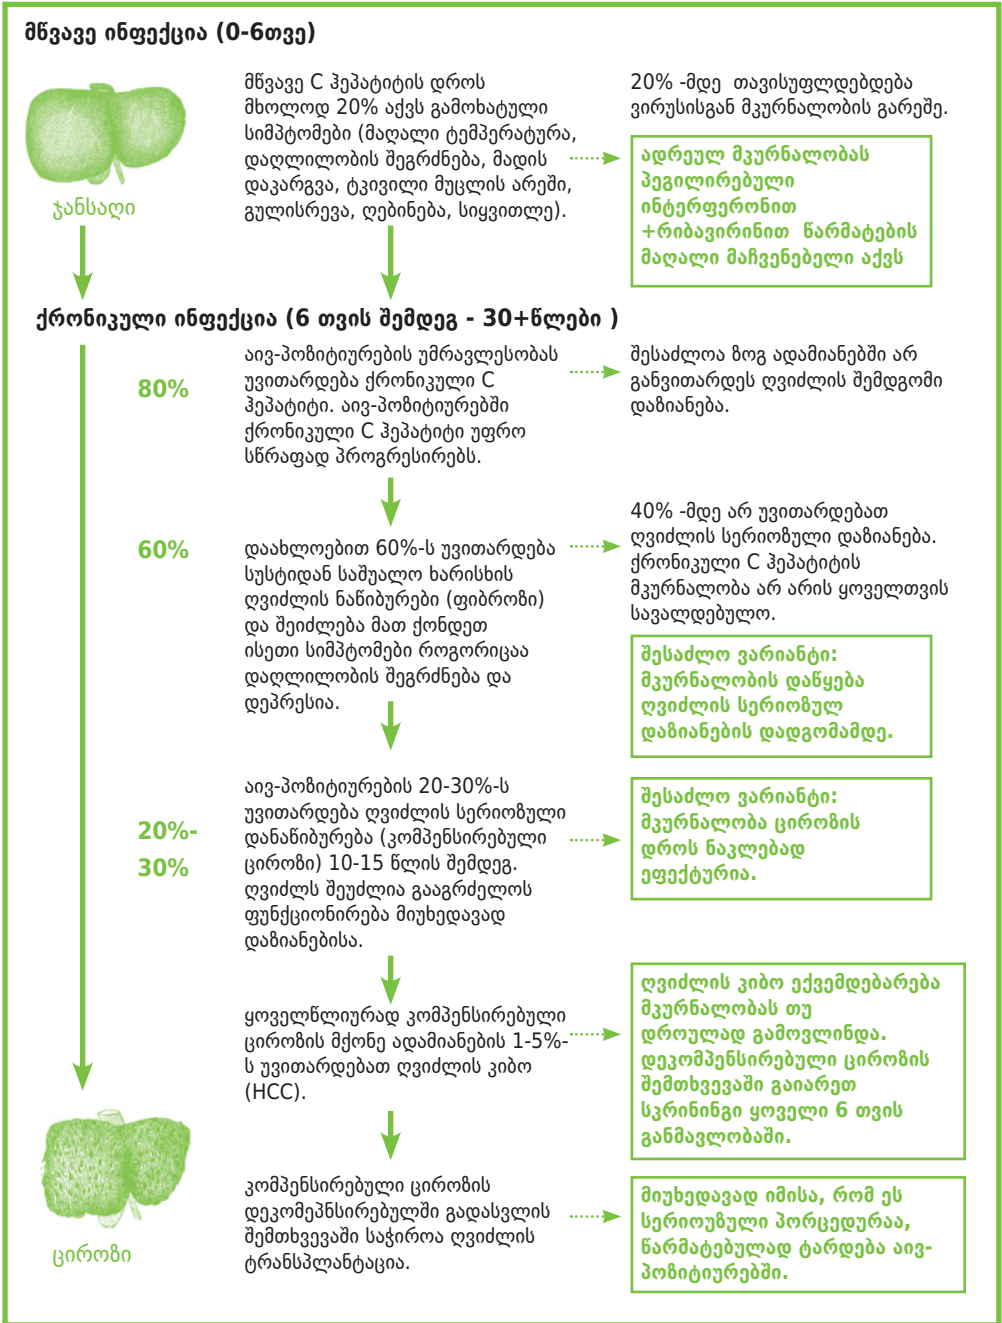 მწვავე ინფექცია (0-6თვე)
მწვავე C ჰეპატიტის დროს
მხოლოდ 20% აქვს გამოხატული
სიმპტომები (მაღალი ტემპერატურა,
დაღლილობის შეგრძნება, მადის
დაკარგვა, ტკივილი მუცლის არეში,
გულისრევა, ღებინება, სიყვითლე).
20% -მდე თავისუფლდებდება
ვირუსისგან მკურნალობის გარეშე.
ადრეულ მკურნალობას
პეგილირებული
ინტერფერონით
+რიბავირინით წარმატების
მაღალი მაჩვენებელი აქვს
ჯანსაღი
ქრონიკული ინფექცია (6 თვის შემდეგ - 30+წლები )
80%
აივ-პოზიტიურების უმრავლესობას
უვითარდება ქრონიკული C
ჰეპატიტი. აივ-პოზიტიურებში
ქრონიკული C ჰეპატიტი უფრო
სწრაფად პროგრესირებს.
შესაძლოა ზოგ ადამიანებში არ
განვითარდეს ღვიძლის შემდგომი
დაზიანება.
60%
დაახლოებით 60%-ს უვითარდება
სუსტიდან საშუალო ხარისხის
ღვიძლის ნაწიბურები (ფიბროზი)
და შეიძლება მათ ქონდეთ
ისეთი სიმპტომები როგორიცაა
დაღლილობის შეგრძნება და
დეპრესია.
40% -მდე არ უვითარდებათ
ღვიძლის სერიოზული დაზიანება.
ქრონიკული C ჰეპატიტის
მკურნალობა არ არის ყოველთვის
სავალდებულო.
შესაძლო ვარიანტი:
მკურნალობის დაწყება
ღვიძლის სერიოზულ
დაზიანების დადგომამდე.
20%-
30%
აივ-პოზიტიურების 20-30%-ს
უვითარდება ღვიძლის სერიოზული
დანაწიბურება (კომპენსირებული
ციროზი) 10-15 წლის შემდეგ.
ღვიძლს შეუძლია გააგრძელოს
ფუნქციონირება მიუხედავად
დაზიანებისა.
შესაძლო ვარიანტი:
მკურნალობა ციროზის
დროს ნაკლებად
ეფექტურია.
ყოველწლიურად კომპენსირებული
ციროზის მქონე ადამიანების 1-5%-
ს უვითარდებათ ღვიძლის კიბო
(HCC).
ღვიძლის კიბო ექვემდებარება
მკურნალობას თუ
დროულად გამოვლინდა.
დეკომპენსირებული ციროზის
შემთხვევაში გაიარეთ
სკრინინგი ყოველი 6 თვის
განმავლობაში.
კომპენსირებული ციროზის
დეკომეპნსირებულში გადასვლის
შემთხვევაში საჭიროა ღვიძლის
ტრანსპლანტაცია.
მიუხედავად იმისა, რომ ეს
სერიოუზული პორცედურაა,
წარმატებულად ტარდება აივ-
პოზიტიურებში.
ციროზი